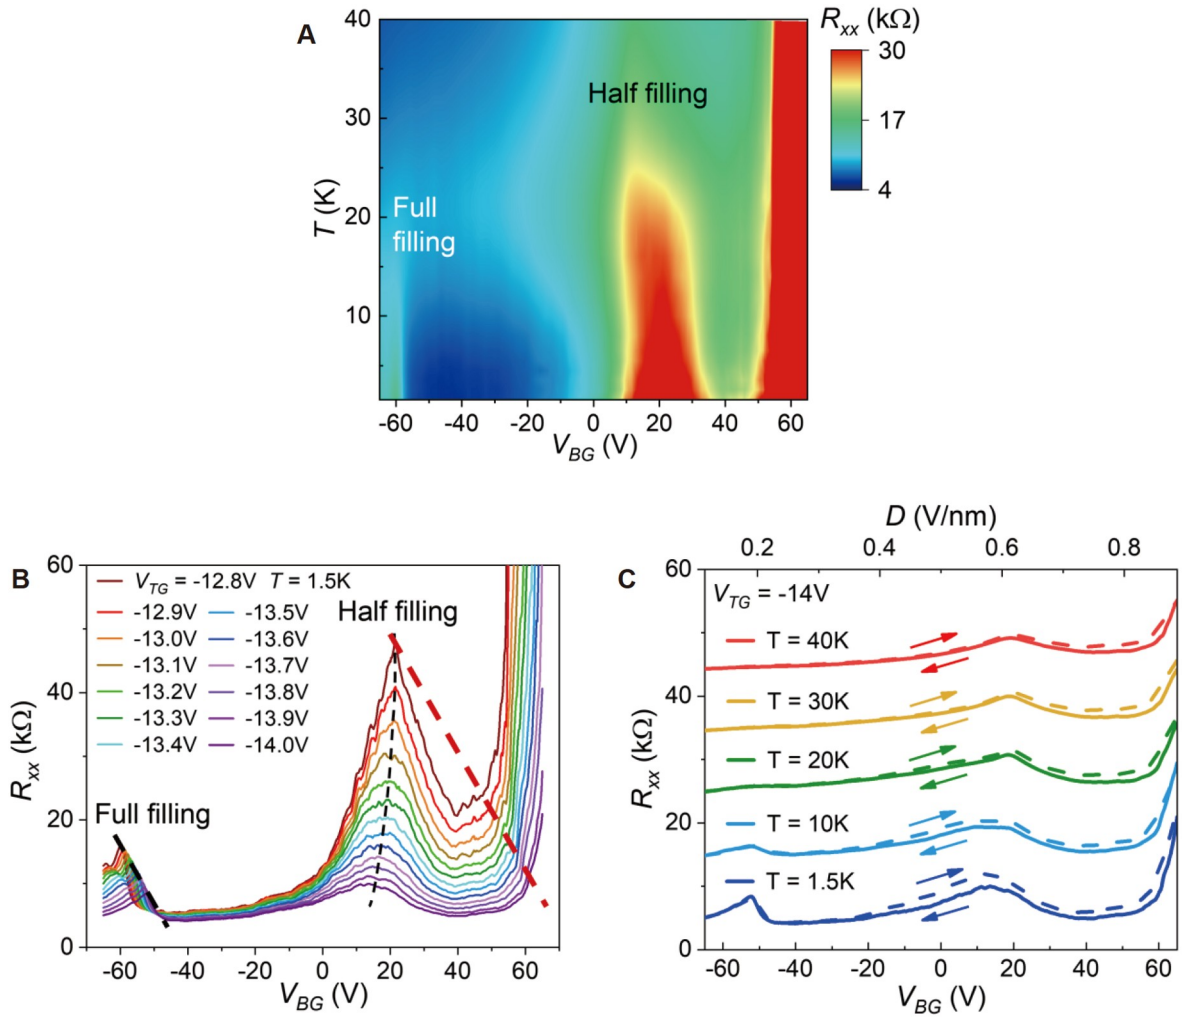 A
Half filling
Full
filling
40
30
20
10
T (K)
-60 -40 -20 0 20 40 60
V_BG (V)
R_xx (kΩ)
30
17
4
B
V_TG = -12.8V T = 1.5K
-12.9V -13.5V
-13.0V -13.6V
-13.1V -13.7V
-13.2V -13.8V
-13.3V -13.9V
-13.4V -14.0V
Half filling
Full filling
60
40
20
0
R_xx (kΩ)
-60 -40 -20 0 20 40 60
V_BG (V)
C
D (V/nm)
0.2 0.4 0.6 0.8
V_TG = -14V
T = 40K
T = 30K
T = 20K
T = 10K
T = 1.5K
60
40
20
0
R_xx (kΩ)
-60 -40 -20 0 20 40 60
V_BG (V)